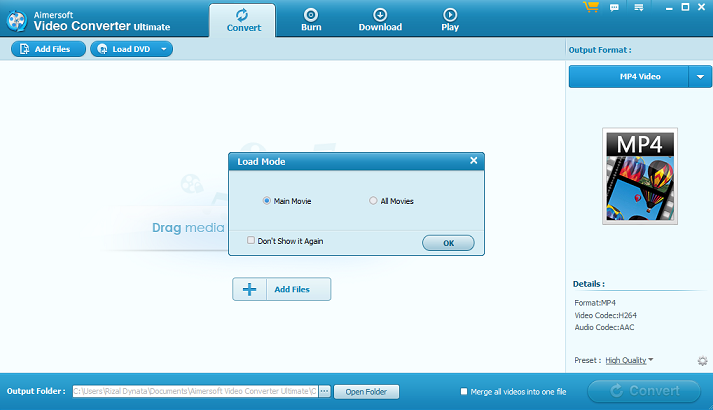 Aimersoft
Video Converter Ultimate
Convert
Burn
Download
Play
Add Files
Load DVD
Output Format :
MP4 Video
MP4
Load Mode
Main Movie
All Movies
Don't Show it Again
OK
Drag media
Add Files
Details :
Format:MP4
Video Codec:H264
Audio Codec:AAC
Preset : High Quality
Output Folder :
C:\Users\Rizal Dynata\Documents\Aimersoft Video Converter Ultimate\C
...
Open Folder
Merge all videos into one file
Convert